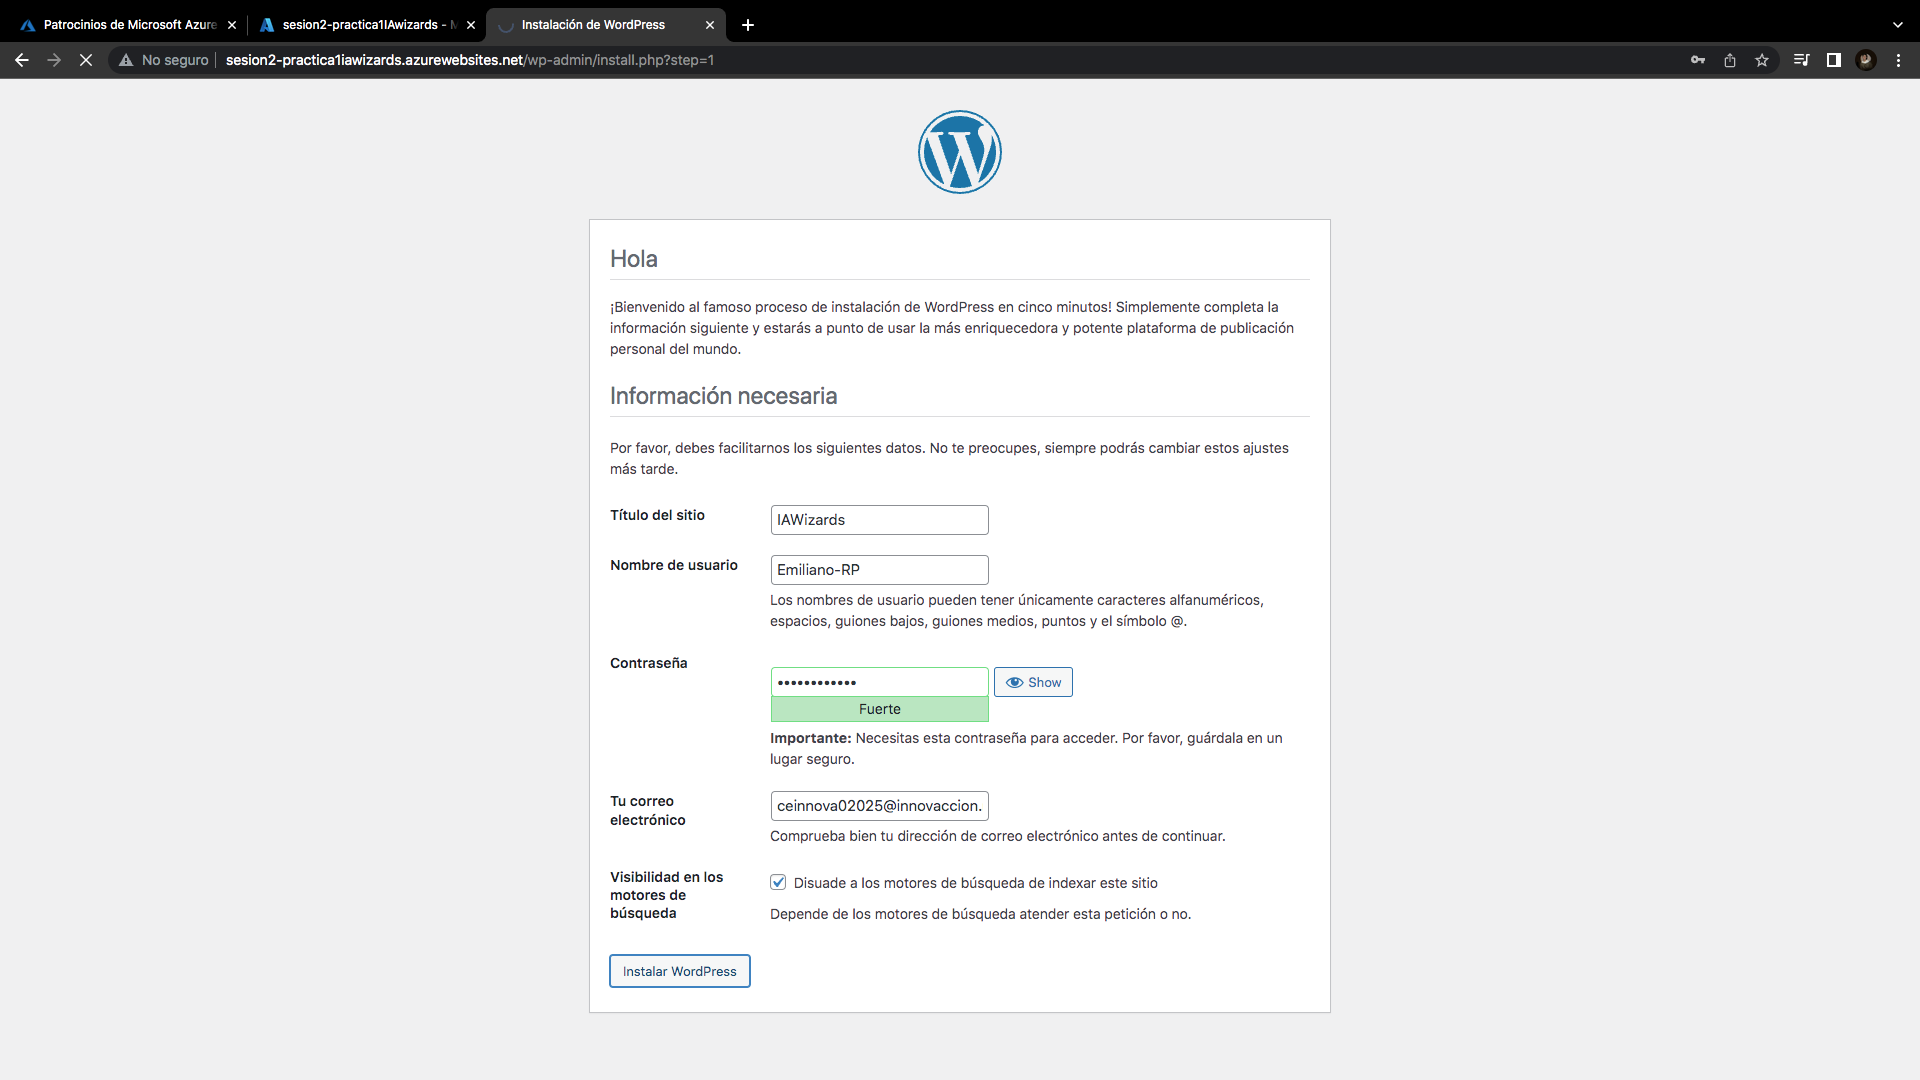 Patrocinios de Microsoft Azure
sesion2-practica1IAwizards - M
Instalación de WordPress
No seguro
sesion2-practica1iawizards.azurewebsites.net/wp-admin/install.php?step=1
Hola
¡Bienvenido al famoso proceso de instalación de WordPress en cinco minutos! Simplemente completa la
información siguiente y estarás a punto de usar la más enriquecedora y potente plataforma de publicación
personal del mundo.
Información necesaria
Por favor, debes facilitarnos los siguientes datos. No te preocupes, siempre podrás cambiar estos ajustes
más tarde.
Título del sitio
IAWizards
Nombre de usuario
Emiliano-RP
Los nombres de usuario pueden tener únicamente caracteres alfanuméricos,
espacios, guiones bajos, guiones medios, puntos y el símbolo @.
Contraseña
••••••••••••
Show
Fuerte
Importante: Necesitas esta contraseña para acceder. Por favor, guárdala en un
lugar seguro.
Tu correo
electrónico
ceinnova02025@innovaccion.
Comprueba bien tu dirección de correo electrónico antes de continuar.
Visibilidad en los
motores de
búsqueda
Disuade a los motores de búsqueda de indexar este sitio
Depende de los motores de búsqueda atender esta petición o no.
Instalar WordPress